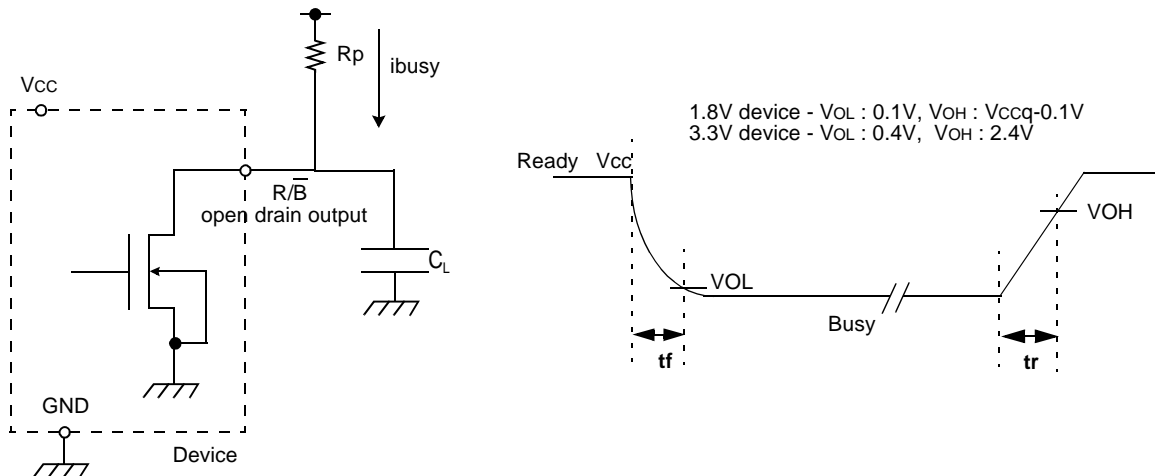 Rp
ibusy
VCC
R/B̅
open drain output
CL
GND
Device
1.8V device - VOL : 0.1V, VOH : VCCq-0.1V
3.3V device - VOL : 0.4V, VOH : 2.4V
Ready Vcc
VOH
VOL
Busy
tf
tr